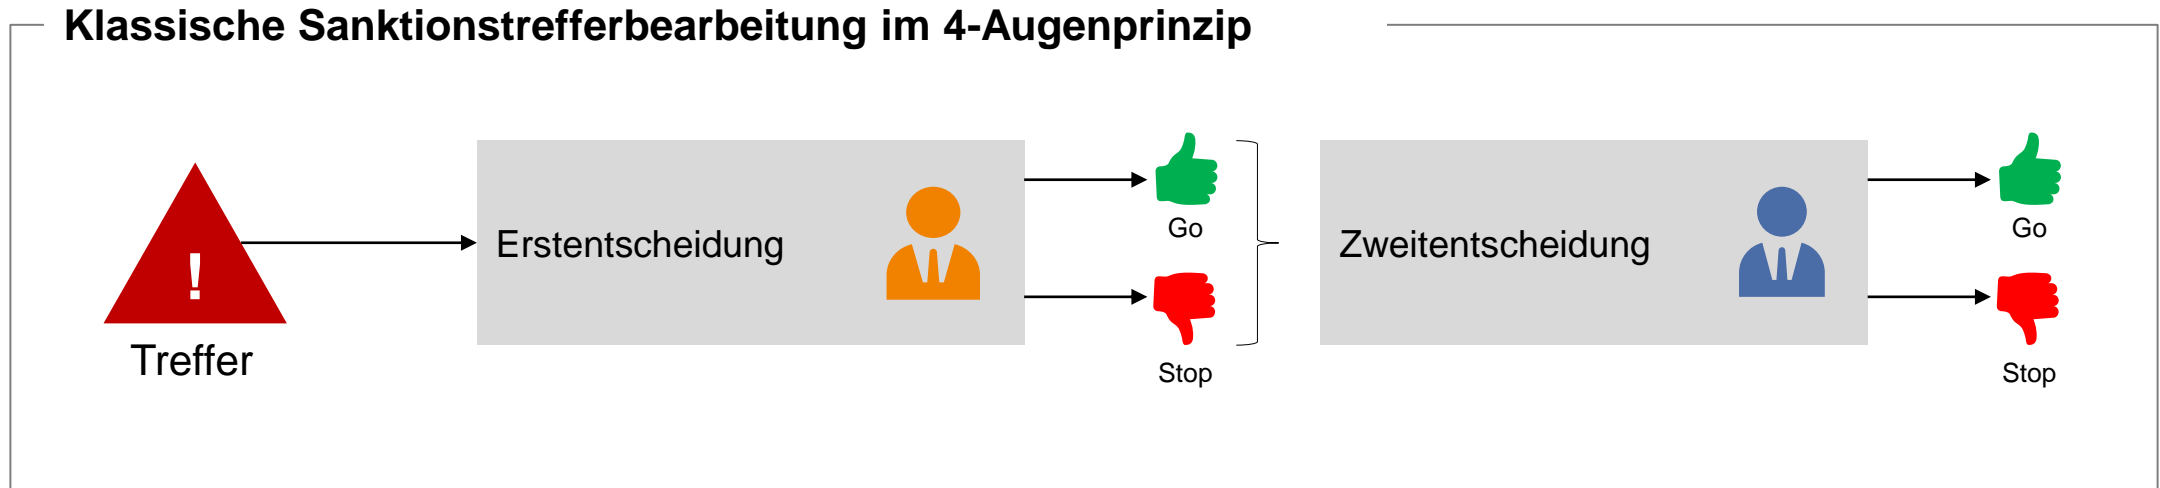 Klassische Sanktionstrefferbearbeitung im 4-Augenprinzip
!
Treffer
Erstentscheidung
Go
Stop
Zweitentscheidung
Go
Stop